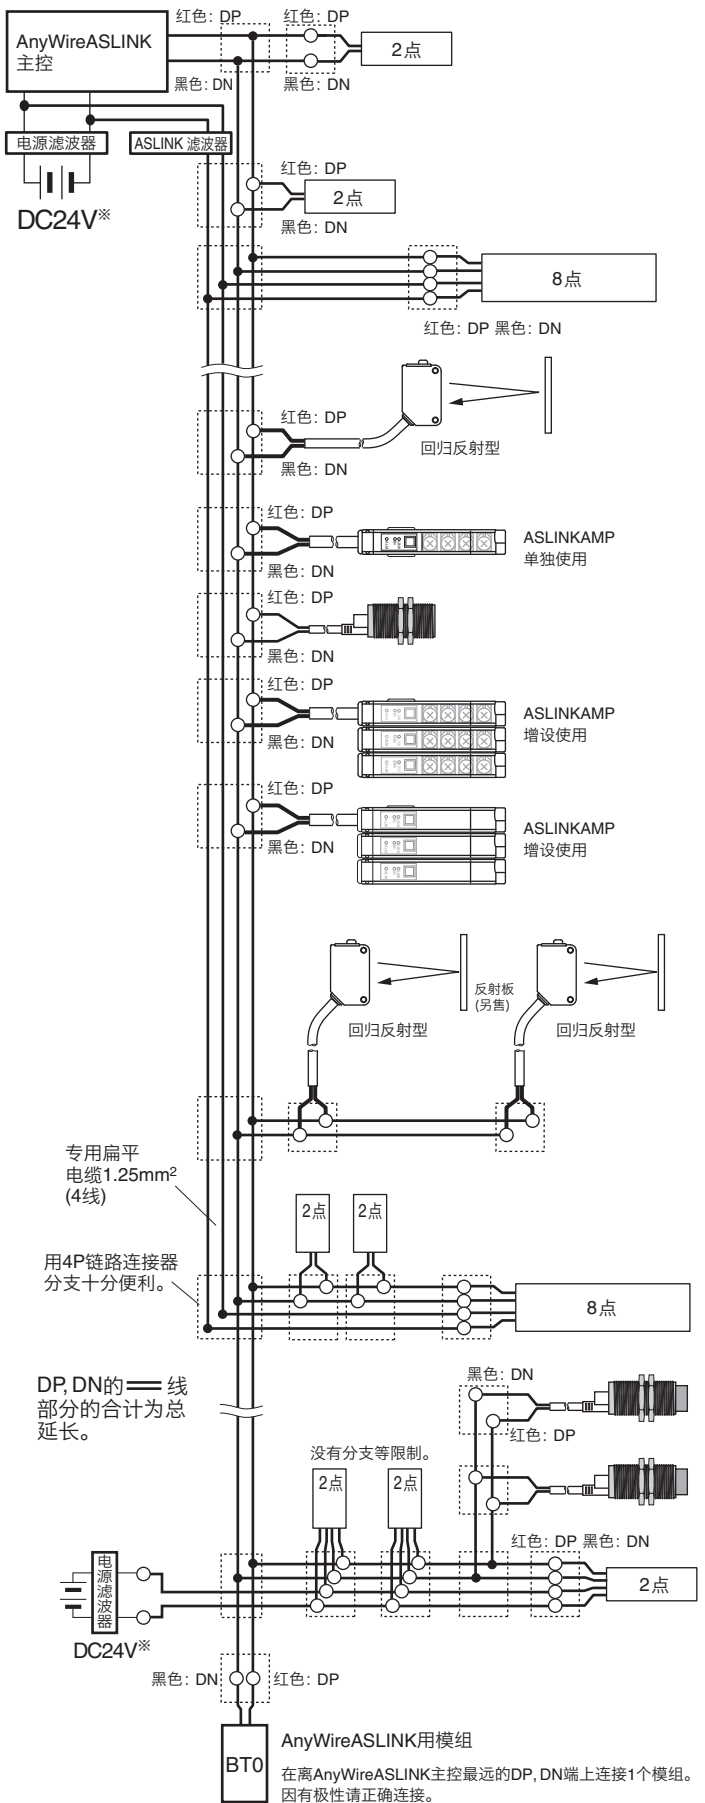 红色: DP
红色: DP
AnyWireASLINK
主控
2点
黑色: DN
黑色: DN
电源滤波器
ASLINK 滤波器
DC24V※
红色: DP
2点
黑色: DN
8点
红色: DP 黑色: DN
红色: DP
黑色: DN
回归反射型
红色: DP
ASLINKAMP
单独使用
黑色: DN
红色: DP
黑色: DN
红色: DP
ASLINKAMP
增设使用
黑色: DN
红色: DP
ASLINKAMP
增设使用
黑色: DN
反射板
(另售)
回归反射型
回归反射型
专用扁平
电缆1.25mm²
(4线)
2点
2点
用4P链路连接器
分支十分便利。
8点
DP, DN的 线
部分的合计为总
延长。
黑色: DN
红色: DP
没有分支等限制。
2点
2点
红色: DP 黑色: DN
电源滤波器
2点
DC24V※
黑色: DN
红色: DP
BT0
AnyWireASLINK用模组
在离AnyWireASLINK主控最远的DP, DN端上连接1个模组。
因有极性请正确连接。